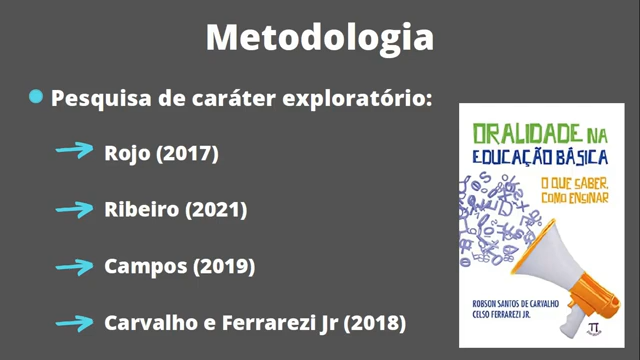 Metodologia
Pesquisa de caráter exploratório:
Rojo (2017)
Ribeiro (2021)
Campos (2019)
Carvalho e Ferrarezi Jr (2018)
ORALIDADE NA
EDUCAÇÃO BÁSICA
O QUE SABER,
COMO ENSINAR
ROBSON SANTOS DE CARVALHO
CELSO FERRAREZI JR.